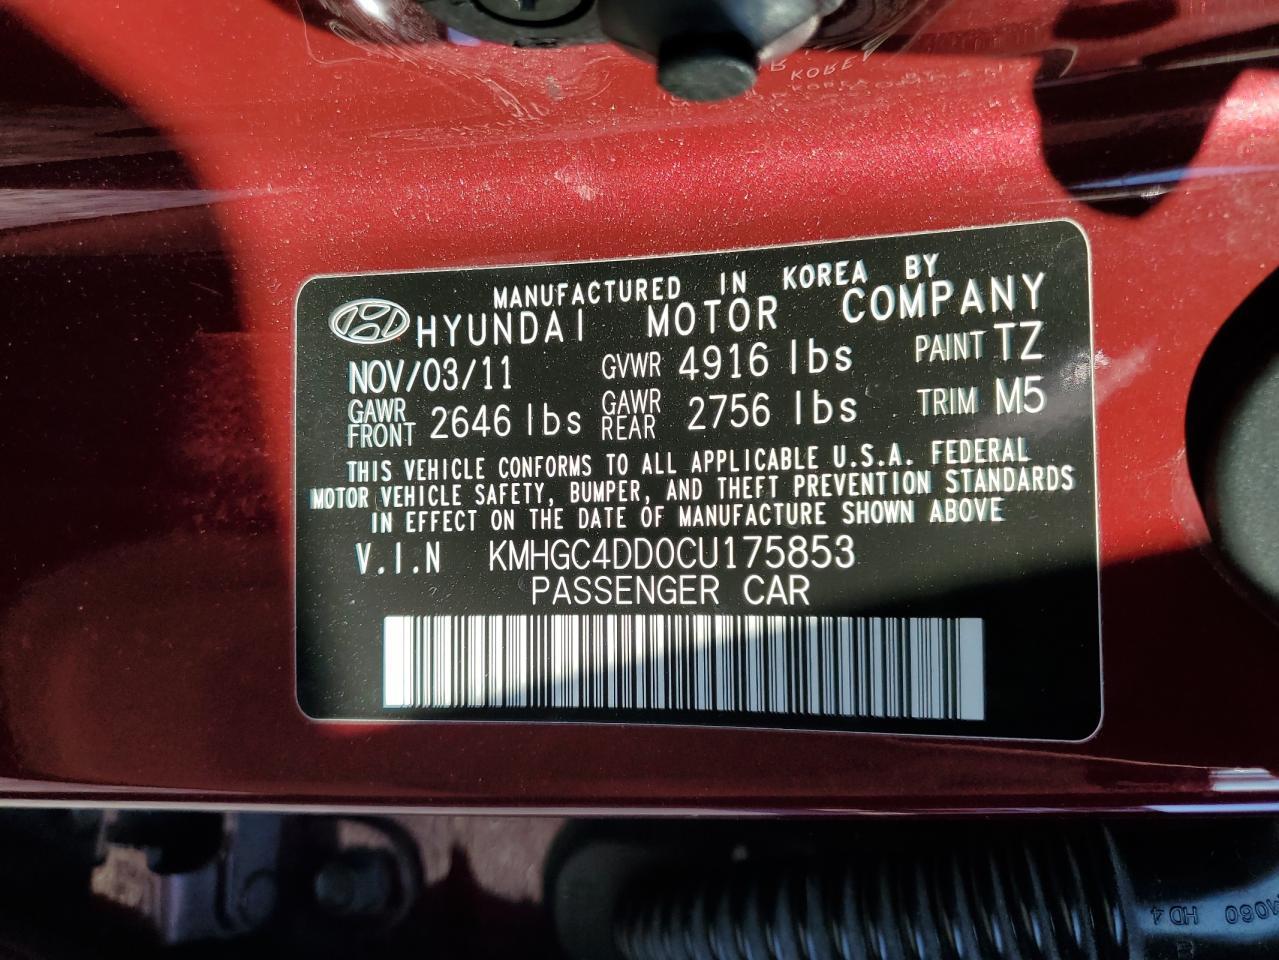 KOREA
MANUFACTURED IN KOREA BY
HYUNDAI MOTOR COMPANY
NOV/03/11 GVWR 4916 lbs PAINT TZ
GAWR FRONT 2646 lbs GAWR REAR 2756 lbs TRIM M5
THIS VEHICLE CONFORMS TO ALL APPLICABLE U.S.A. FEDERAL
MOTOR VEHICLE SAFETY, BUMPER, AND THEFT PREVENTION STANDARDS
IN EFFECT ON THE DATE OF MANUFACTURE SHOWN ABOVE
V.I.N KMHGC4DD0CU175853
PASSENGER CAR
HD4